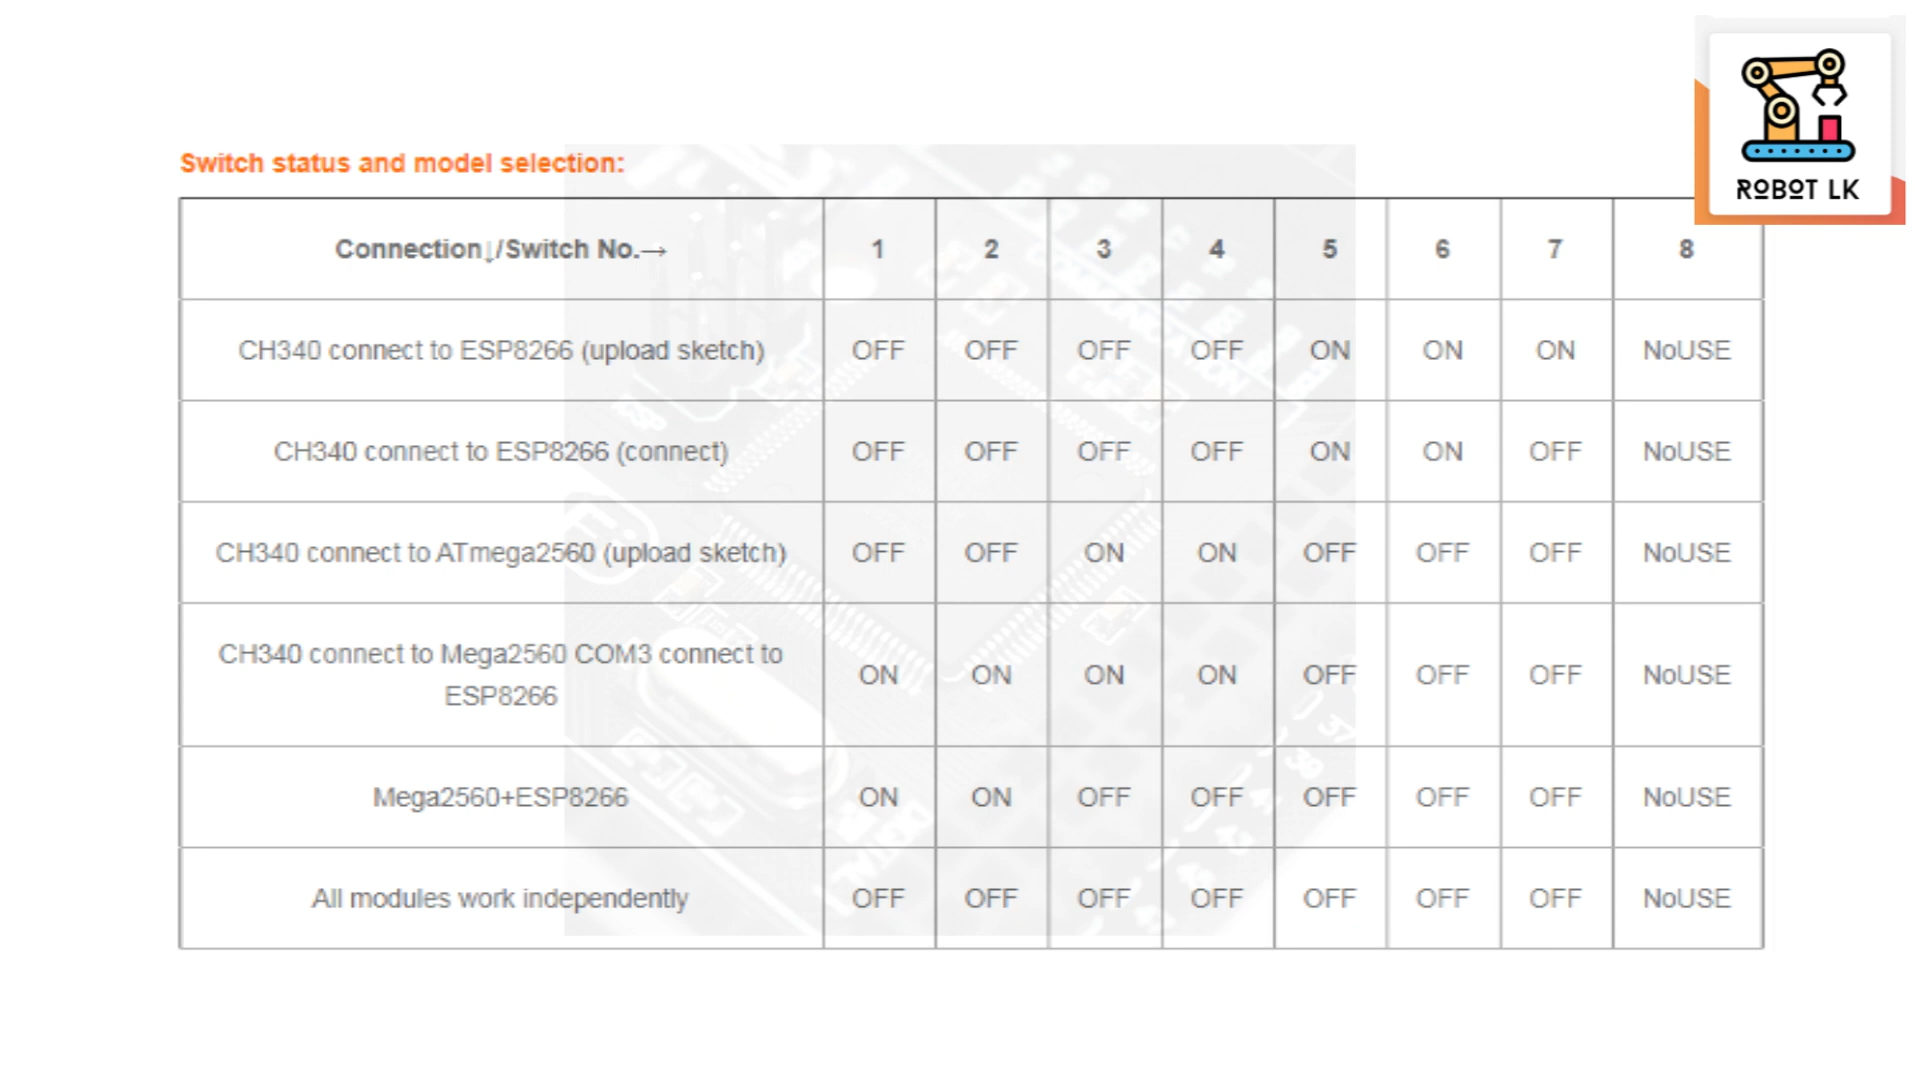 ROBOT LK
Switch status and model selection:
Connection↓/Switch No.→ 1 2 3 4 5 6 7 8
CH340 connect to ESP8266 (upload sketch) OFF OFF OFF OFF ON ON ON NoUSE
CH340 connect to ESP8266 (connect) OFF OFF OFF OFF ON ON OFF NoUSE
CH340 connect to ATmega2560 (upload sketch) OFF OFF ON ON OFF OFF OFF NoUSE
CH340 connect to Mega2560 COM3 connect to
ESP8266 ON ON ON ON OFF OFF OFF NoUSE
Mega2560+ESP8266 ON ON OFF OFF OFF OFF OFF NoUSE
All modules work independently OFF OFF OFF OFF OFF OFF OFF NoUSE